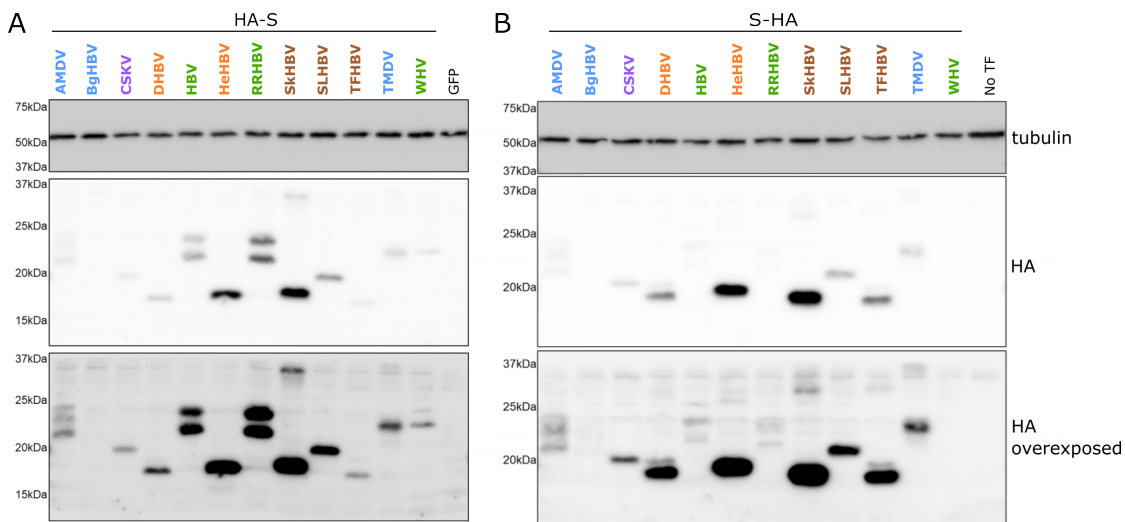 A
HA-S
AMDV
BgHBV
CSKV
DHBV
HBV
HeHBV
RRHBV
SkHBV
SLHBV
TFHBV
TMDV
WHV
GFP
75kDa
50kDa
37kDa
37kDa
25kDa
20kDa
15kDa
37kDa
25kDa
20kDa
15kDa
B
S-HA
AMDV
BgHBV
CSKV
DHBV
HBV
HeHBV
RRHBV
SkHBV
SLHBV
TFHBV
TMDV
WHV
No TF
75kDa
50kDa
37kDa
tubulin
37kDa
25kDa
20kDa
HA
37kDa
25kDa
20kDa
HA
overexposed